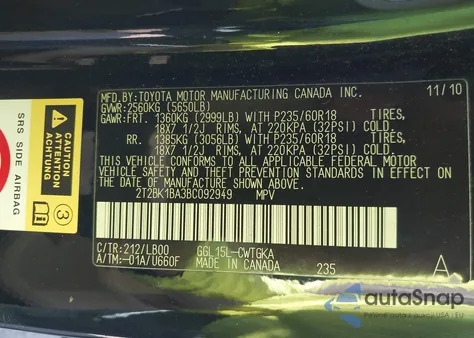 MFD.BY:TOYOTA MOTOR MANUFACTURING CANADA INC. 11/10
GVWR:2560KG (5650LB)
GAWR:FRT. 1360KG (2999LB) WITH P235/60R18
18X7 1/2J RIMS, AT 220KPA (32PSI) COLD.
RR. 1385KG (3056LB) WITH P235/60R18
18X7 1/2J RIMS, AT 220KPA (32PSI) COLD.
THIS VEHICLE CONFORMS TO ALL APPLICABLE FEDERAL MOTOR
VEHICLE SAFETY AND THEFT PREVENTION STANDARDS IN EFFECT
ON THE DATE OF MANUFACTURE SHOWN ABOVE.
2T2BK1BA3BC092949 MPV
C/TR:212/LB00 GGL15L-CWTGKA
A/TM:-01A/U660F MADE IN CANADA 235 A
SRS SIDE AIRBAG
CAUTION
ATTENTION
ACHTUNG
3
autoSnap